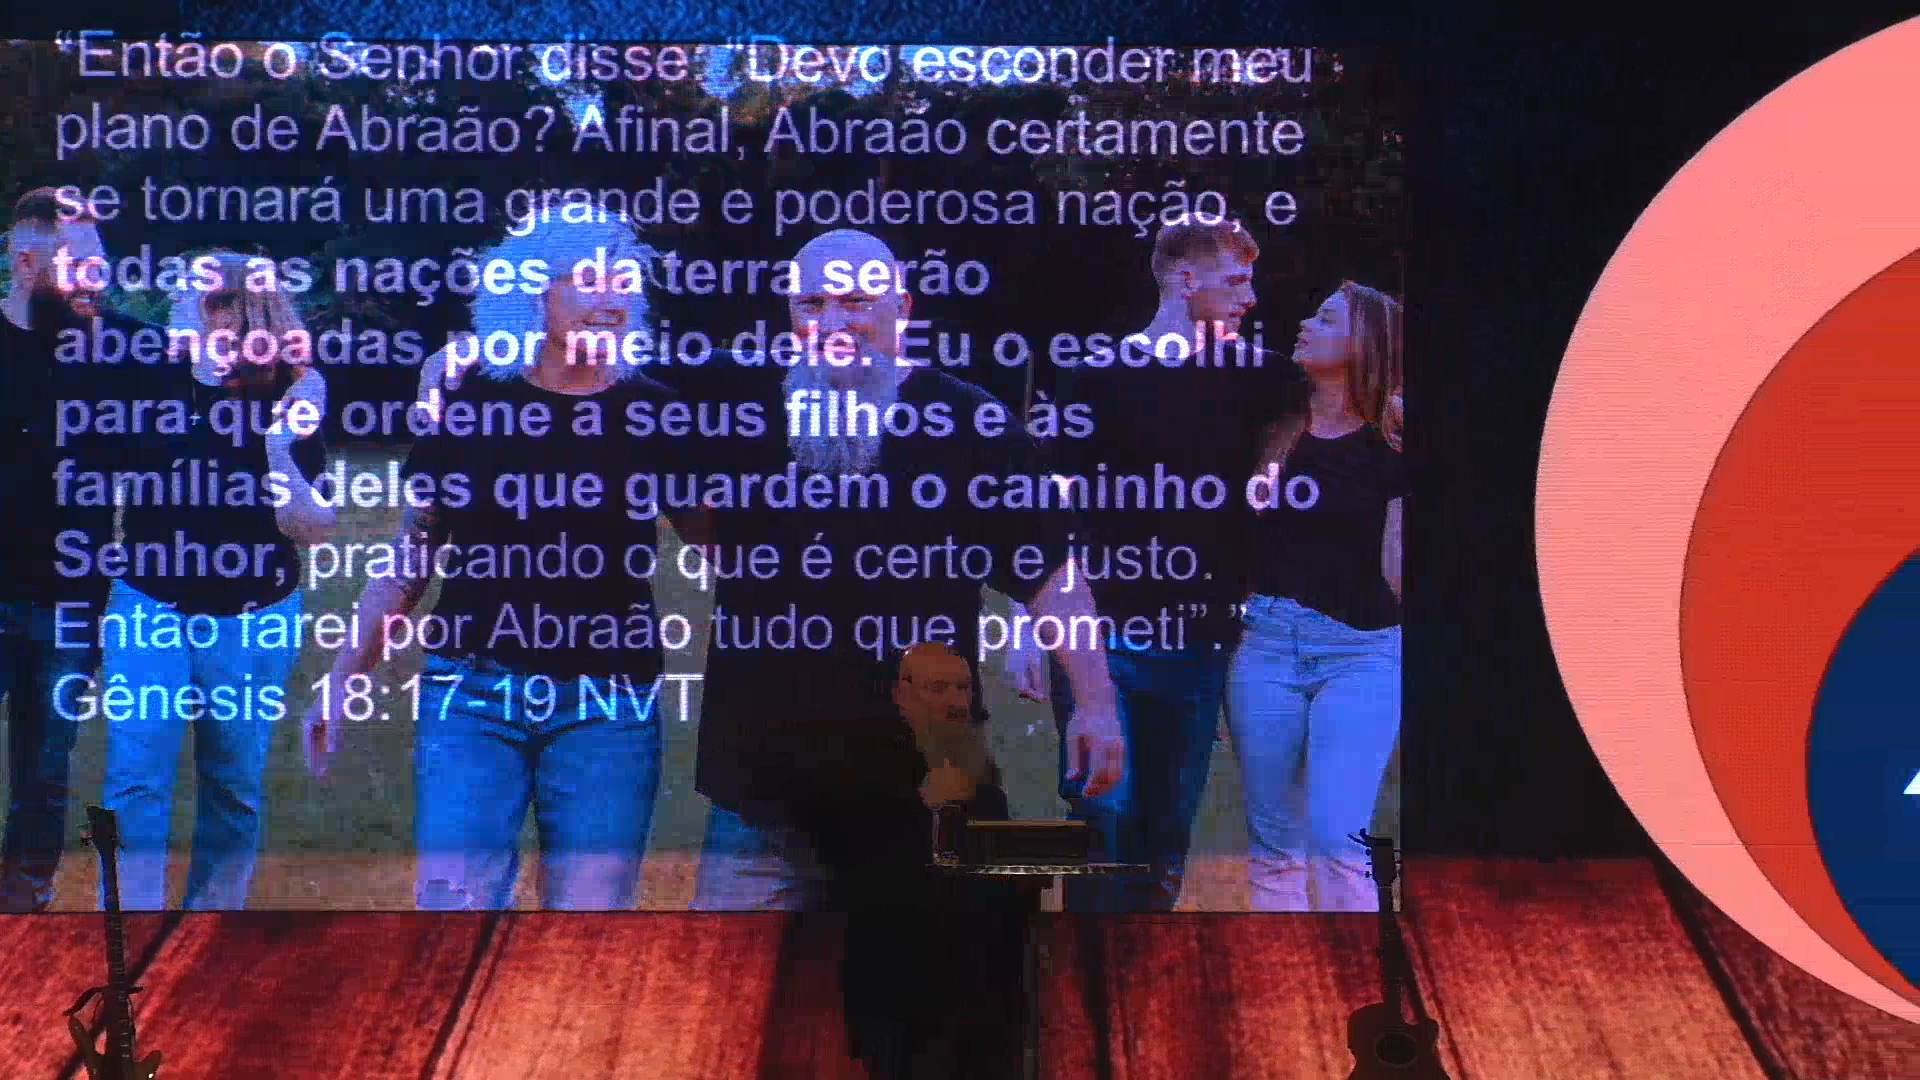 “Então o Senhor disse: “Devo esconder meu
plano de Abraão? Afinal, Abraão certamente
se tornará uma grande e poderosa nação, e
todas as nações da terra serão
abençoadas por meio dele. Eu o escolhi
para que ordene a seus filhos e às
famílias deles que guardem o caminho do
Senhor, praticando o que é certo e justo.
Então farei por Abraão tudo que prometi”.”
Gênesis 18:17-19 NVT